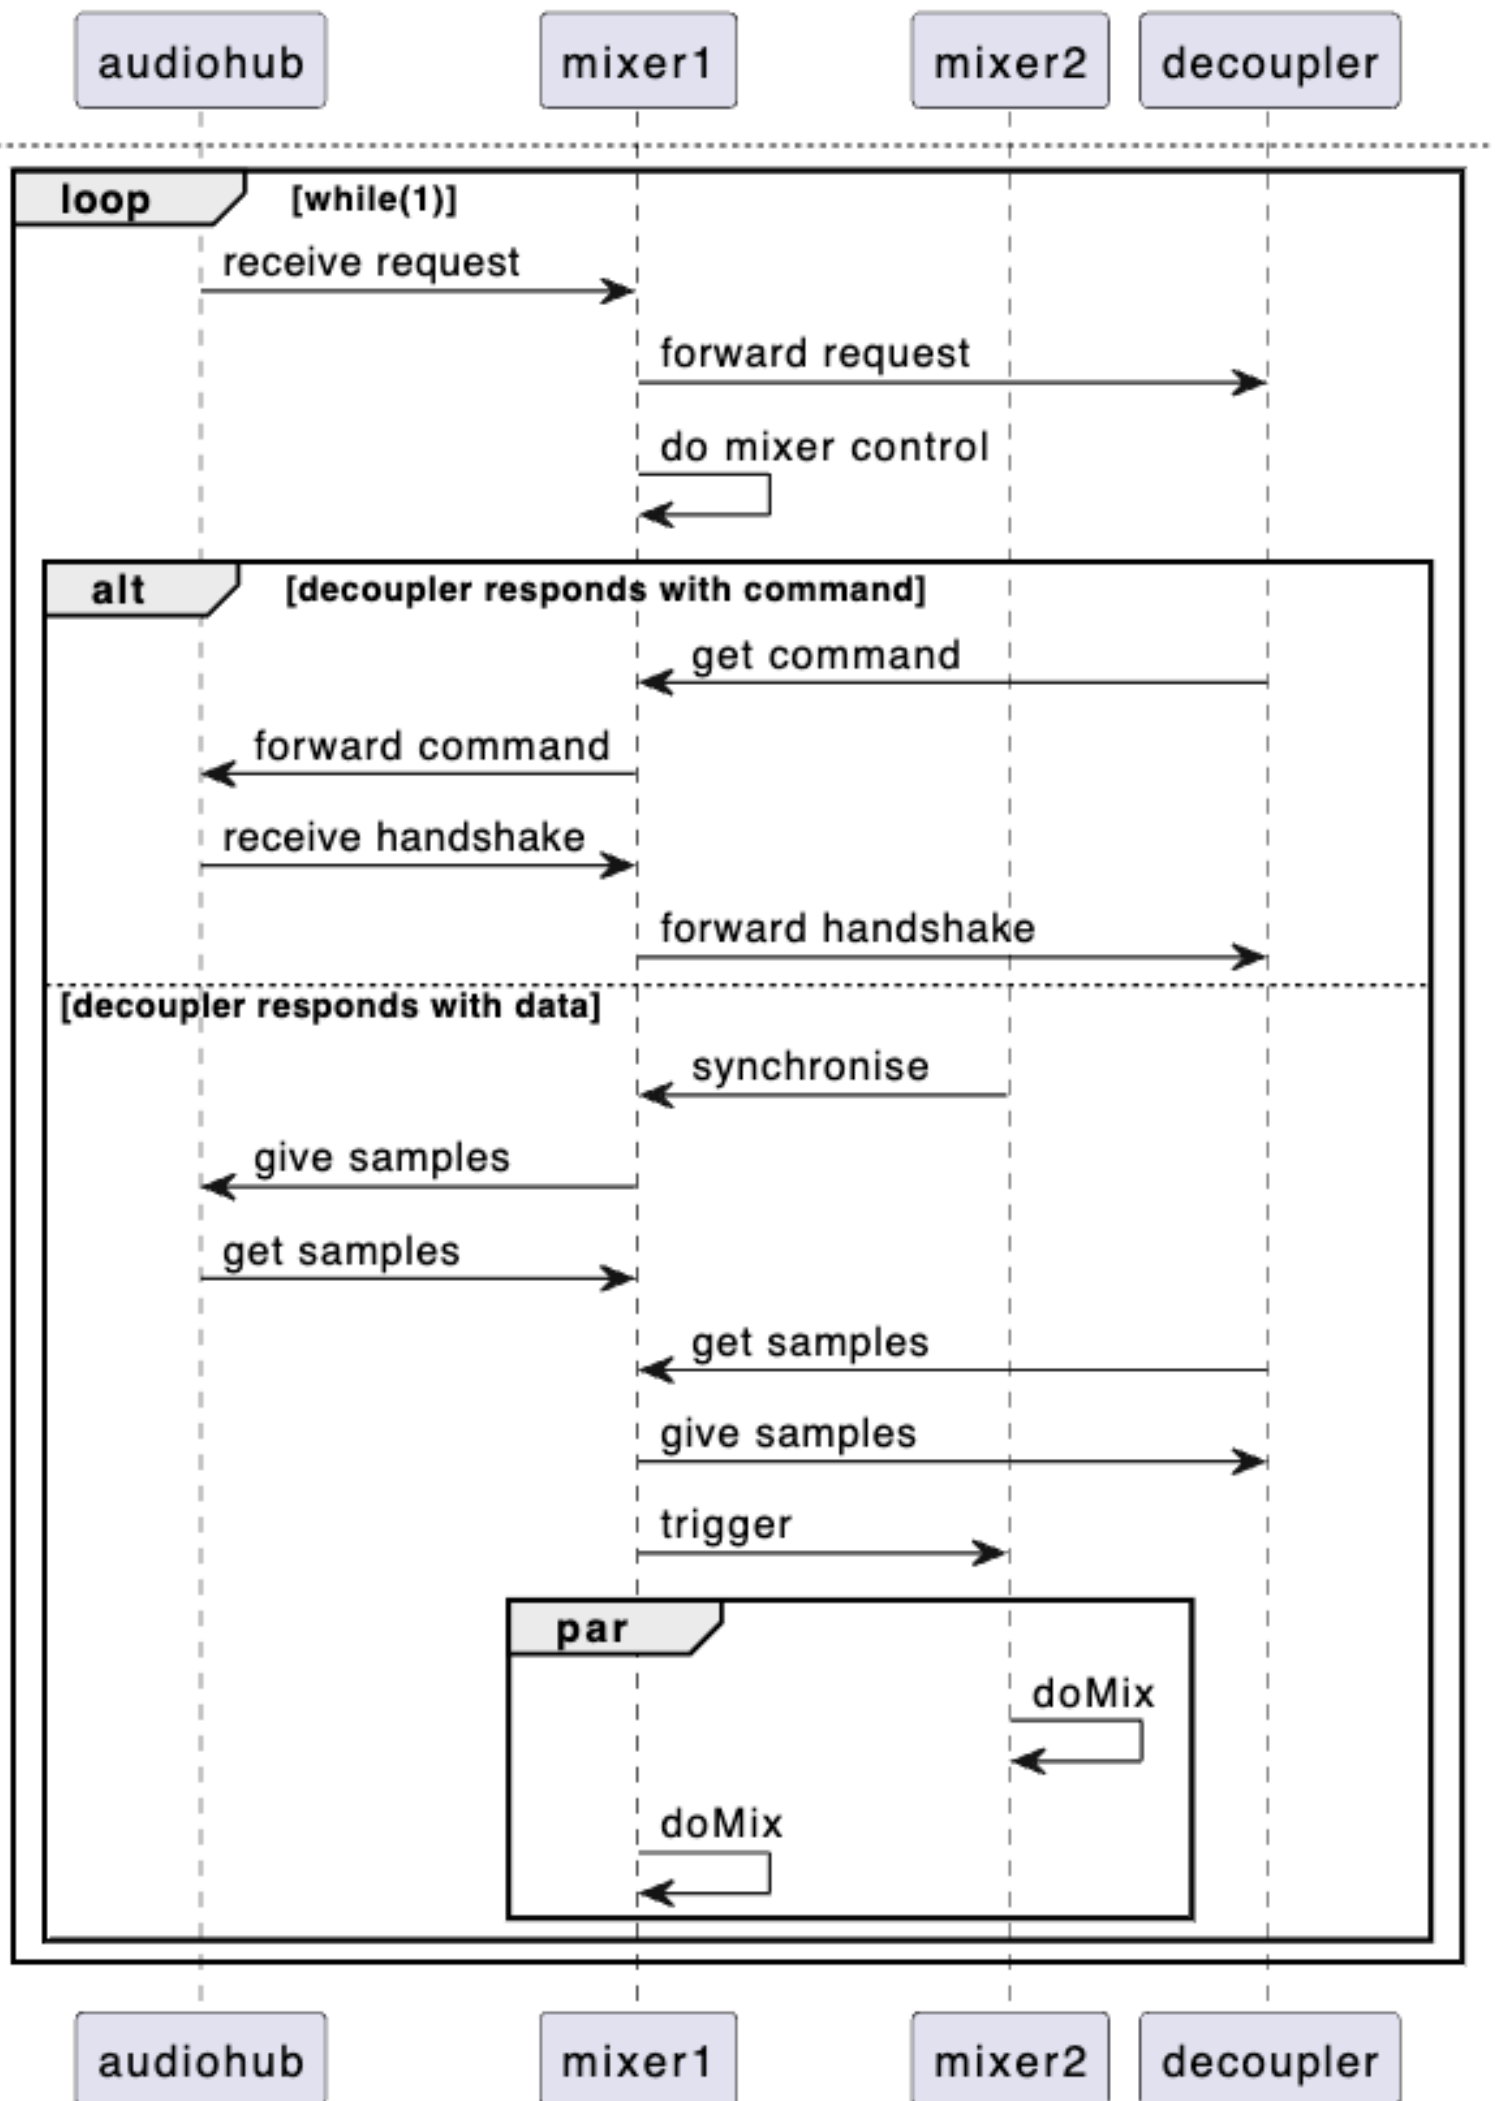 audiohub mixer1 mixer2 decoupler
loop [while(1)]
receive request
forward request
do mixer control
alt [decoupler responds with command]
get command
forward command
receive handshake
forward handshake
[decoupler responds with data]
synchronise
give samples
get samples
get samples
give samples
trigger
par
doMix
doMix
audiohub mixer1 mixer2 decoupler